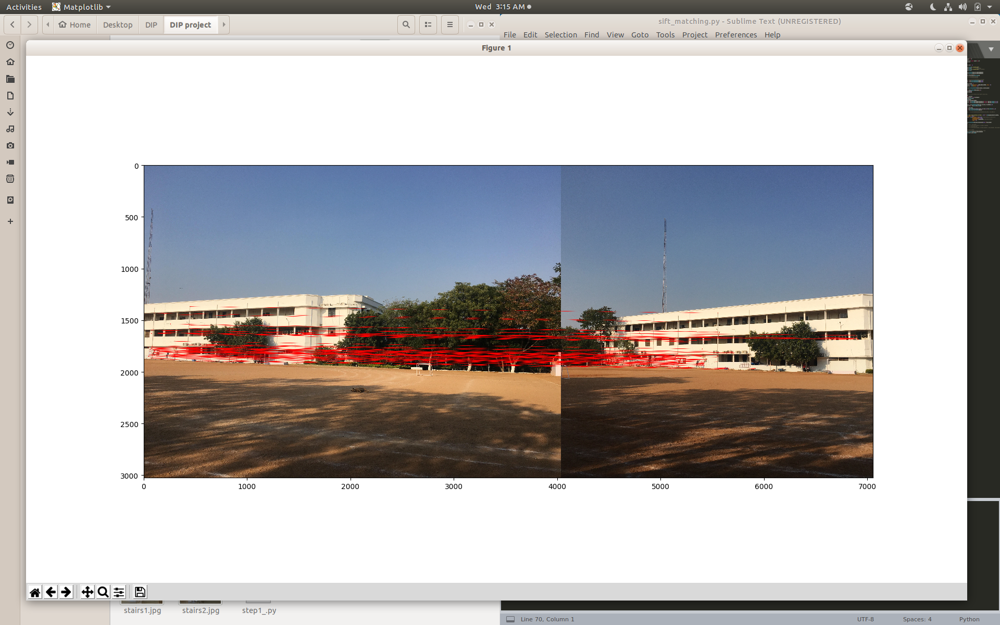 Activities Matplotlib Wed 3:15 AM
Home Desktop DIP DIP project
sift_matching.py - Sublime Text (UNREGISTERED)
File Edit Selection Find View Goto Tools Project Preferences Help
Figure 1
0
500
1000
1500
2000
2500
3000
0 1000 2000 3000 4000 5000 6000 7000
stairs1.jpg stairs2.jpg step1_.py
Line 70, Column 1 UTF-8 Spaces: 4 Python